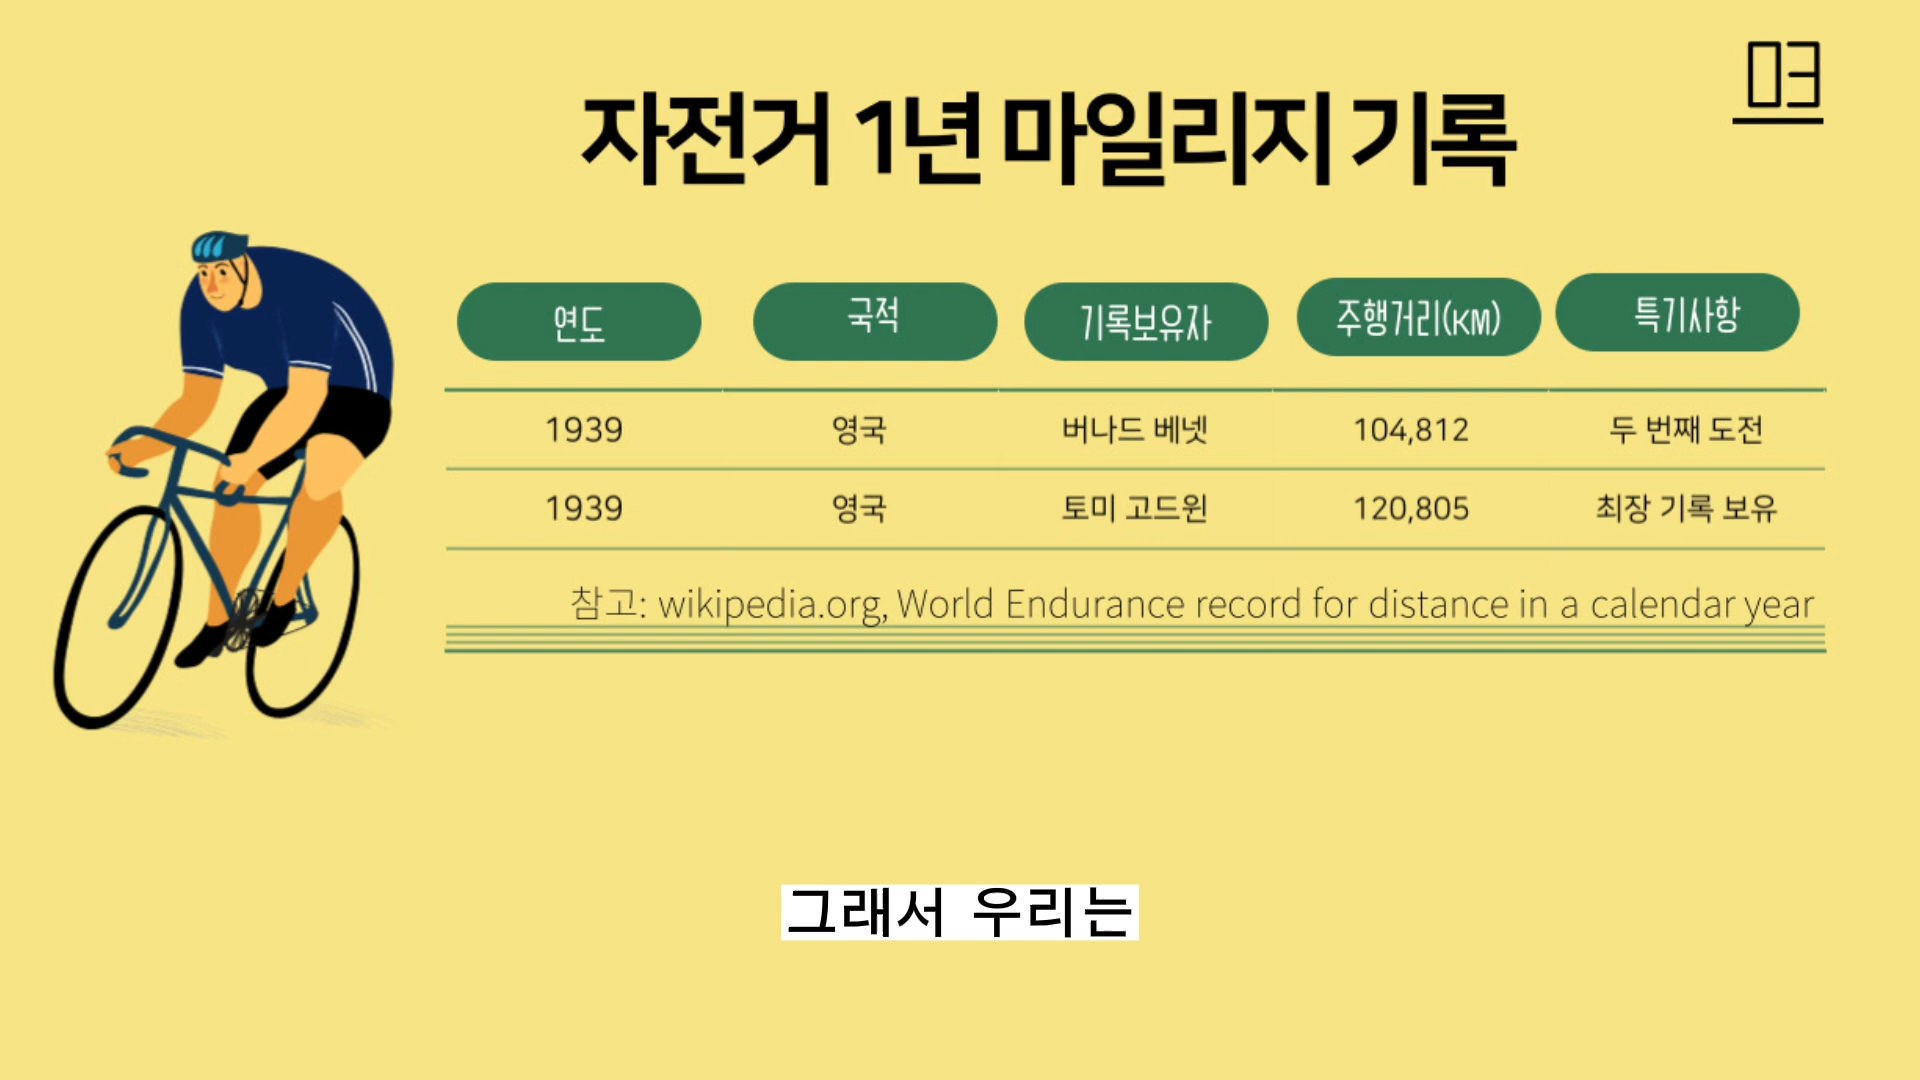 03
자전거 1년 마일리지 기록
연도 국적 기록보유자 주행거리(KM) 특기사항
1939 영국 버나드 베넷 104,812 두 번째 도전
1939 영국 토미 고드윈 120,805 최장 기록 보유
참고: wikipedia.org, World Endurance record for distance in a calendar year
그래서 우리는